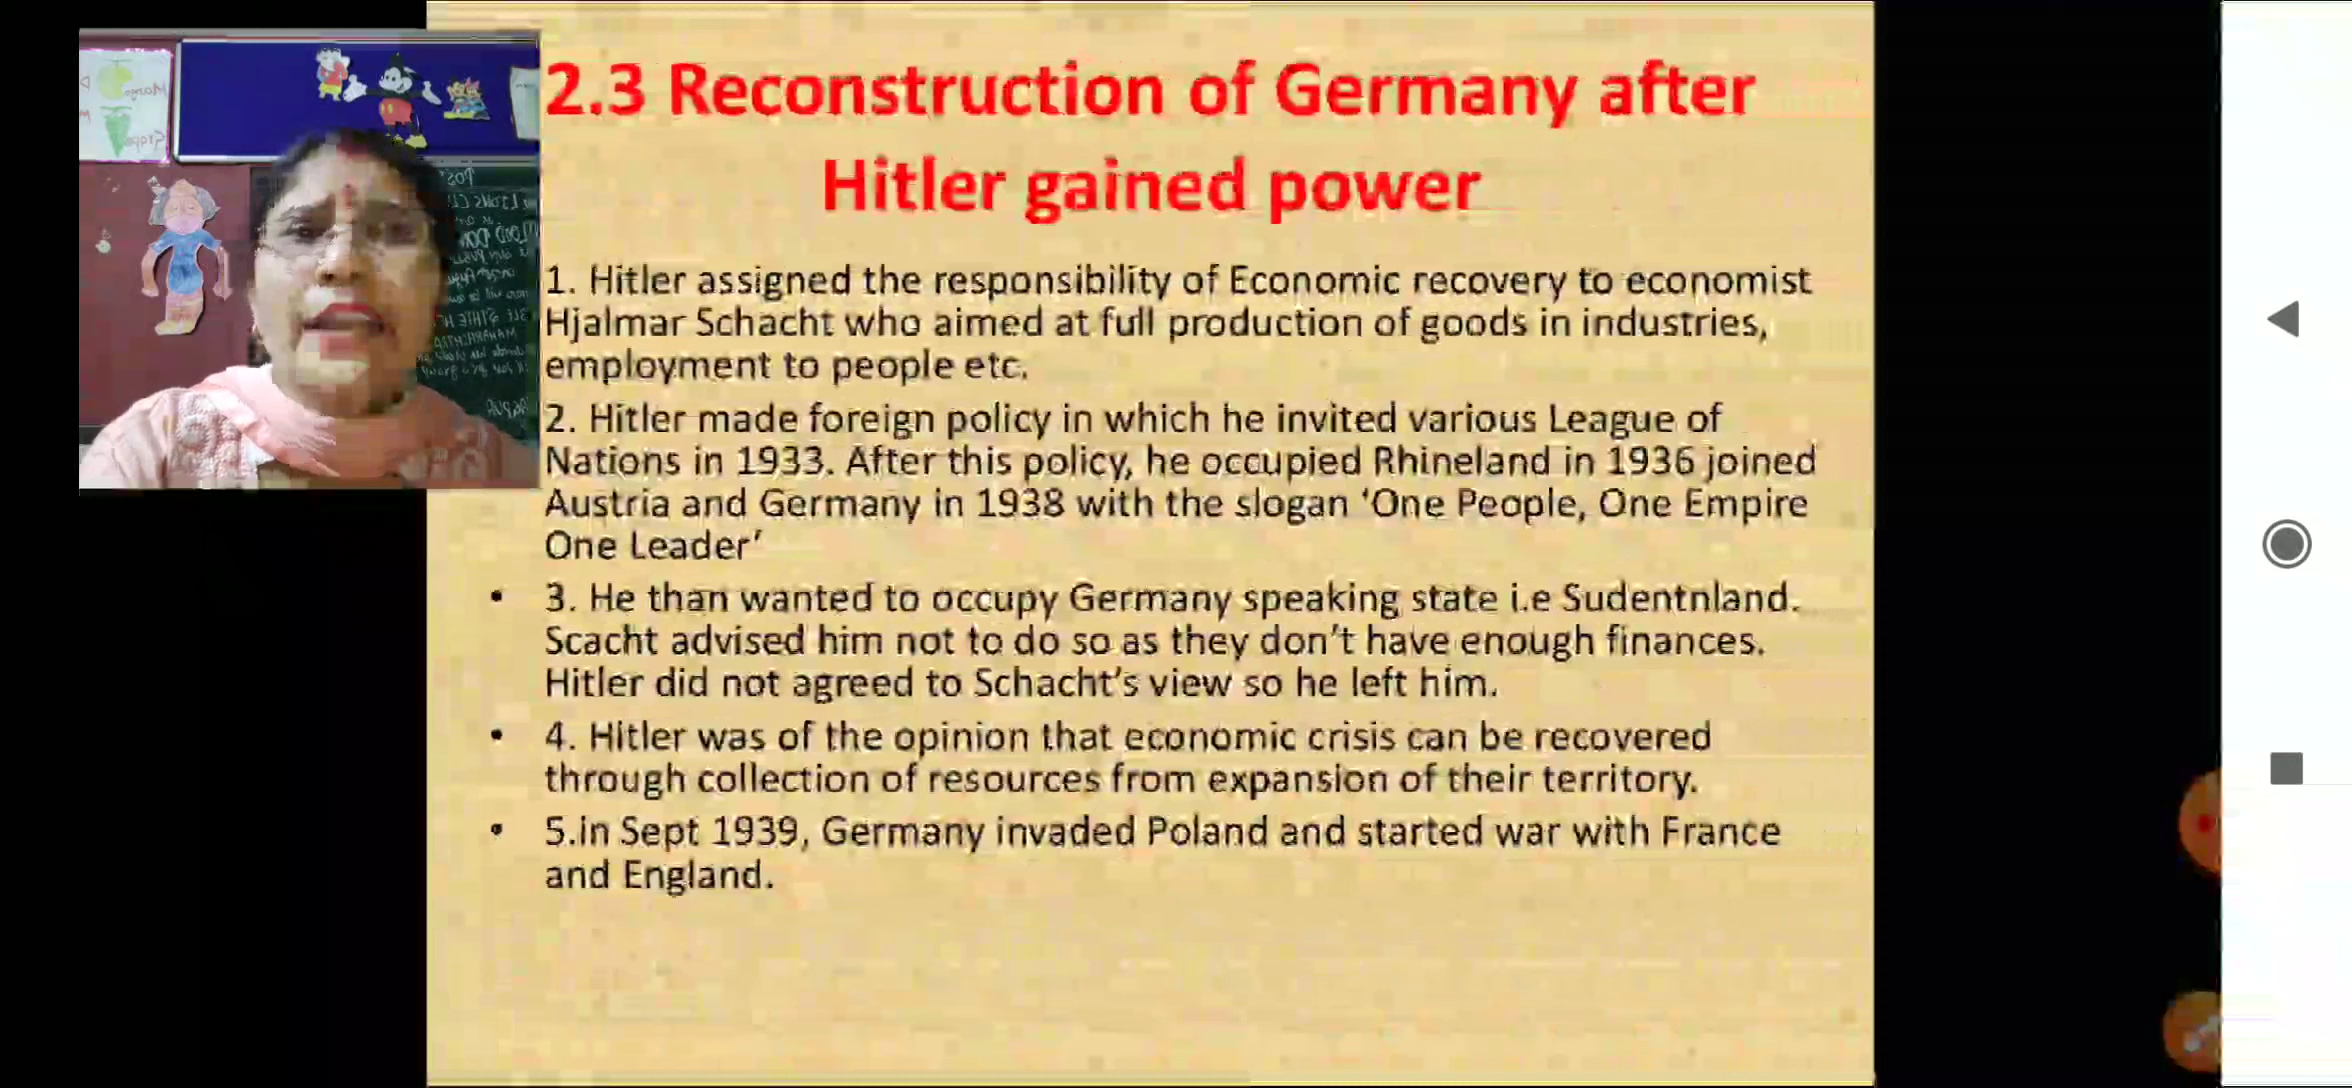 2.3 Reconstruction of Germany after
Hitler gained power
1. Hitler assigned the responsibility of Economic recovery to economist
Hjalmar Schacht who aimed at full production of goods in industries,
employment to people etc.
2. Hitler made foreign policy in which he invited various League of
Nations in 1933. After this policy, he occupied Rhineland in 1936 joined
Austria and Germany in 1938 with the slogan ‘One People, One Empire
One Leader’
• 3. He than wanted to occupy Germany speaking state i.e Sudentnland.
Scacht advised him not to do so as they don’t have enough finances.
Hitler did not agreed to Schacht’s view so he left him.
• 4. Hitler was of the opinion that economic crisis can be recovered
through collection of resources from expansion of their territory.
• 5.in Sept 1939, Germany invaded Poland and started war with France
and England.